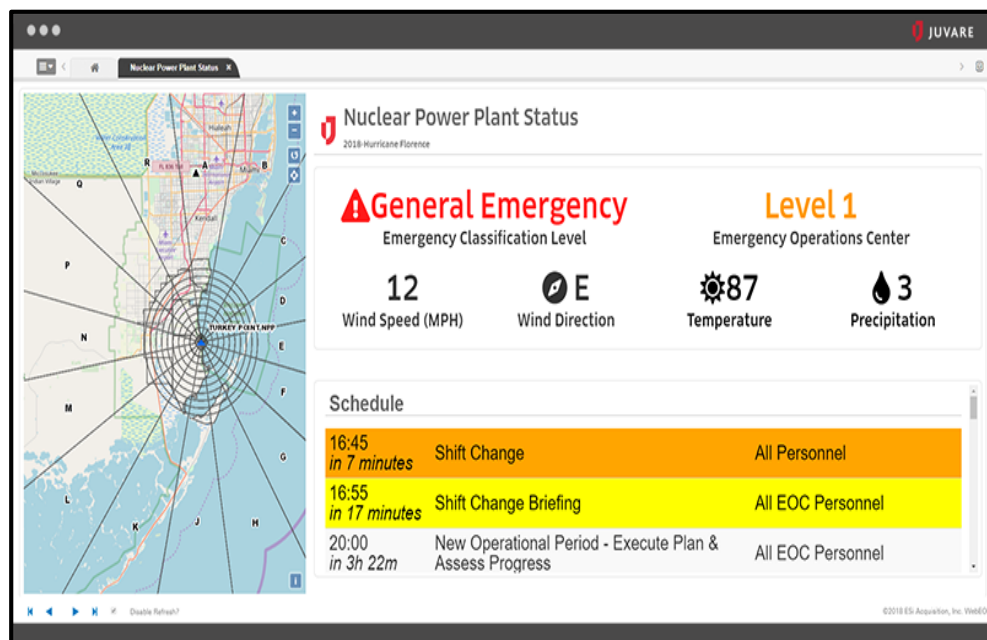 JUVARE
Nuclear Power Plant Status ×
Hialeah
R
A
B
Miami
Q
Kendall
C
P
D
TURKEY POINT NPP
N
E
F
M
G
L
K
J
H
Nuclear Power Plant Status
2018-Hurricane Florence
General Emergency
Emergency Classification Level
Level 1
Emergency Operations Center
12
Wind Speed (MPH)
E
Wind Direction
87
Temperature
3
Precipitation
Schedule
16:45
in 7 minutes
Shift Change
All Personnel
16:55
in 17 minutes
Shift Change Briefing
All EOC Personnel
20:00
in 3h 22m
New Operational Period - Execute Plan &
Assess Progress
All EOC Personnel
Disable Refresh?
©2018 ESi Acquisition, Inc. WebEO